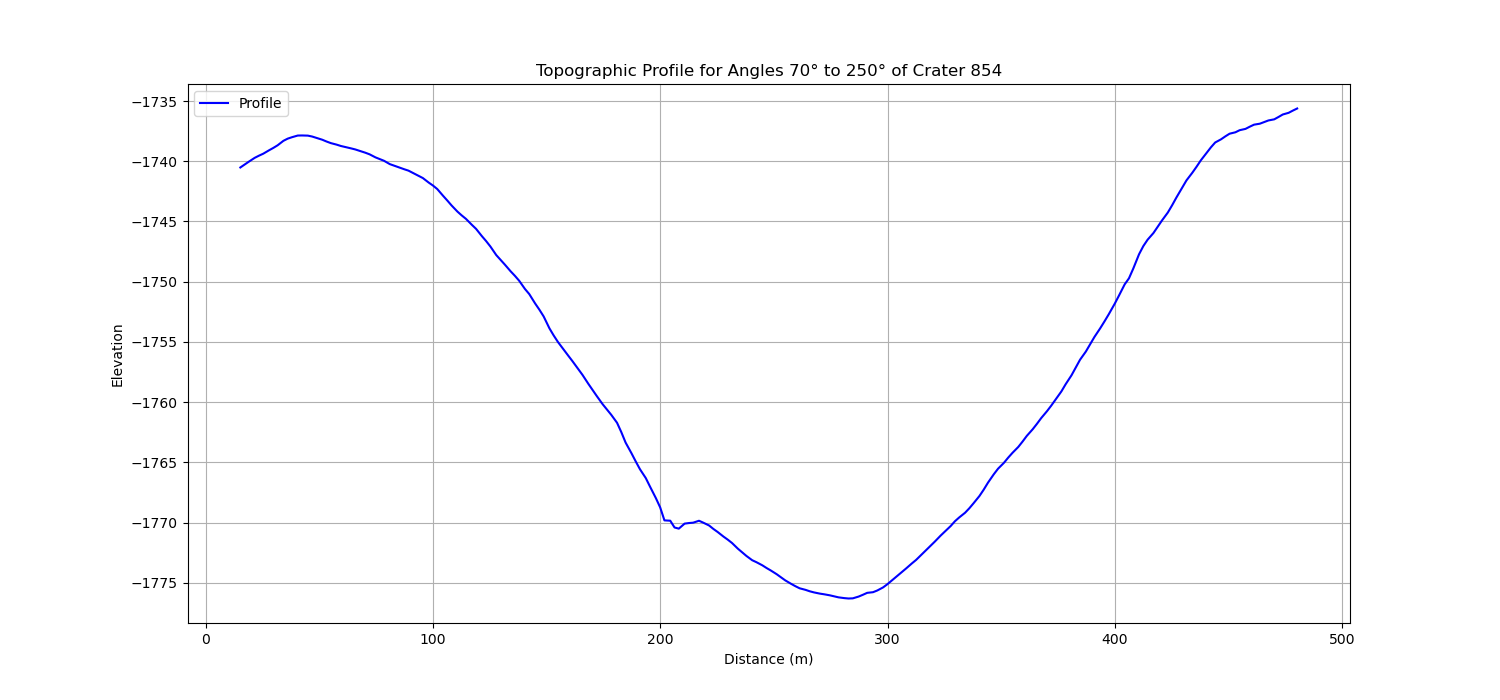 Topographic Profile for Angles 70° to 250° of Crater 854
Profile
Elevation
−1735
−1740
−1745
−1750
−1755
−1760
−1765
−1770
−1775
0 100 200 300 400 500
Distance (m)